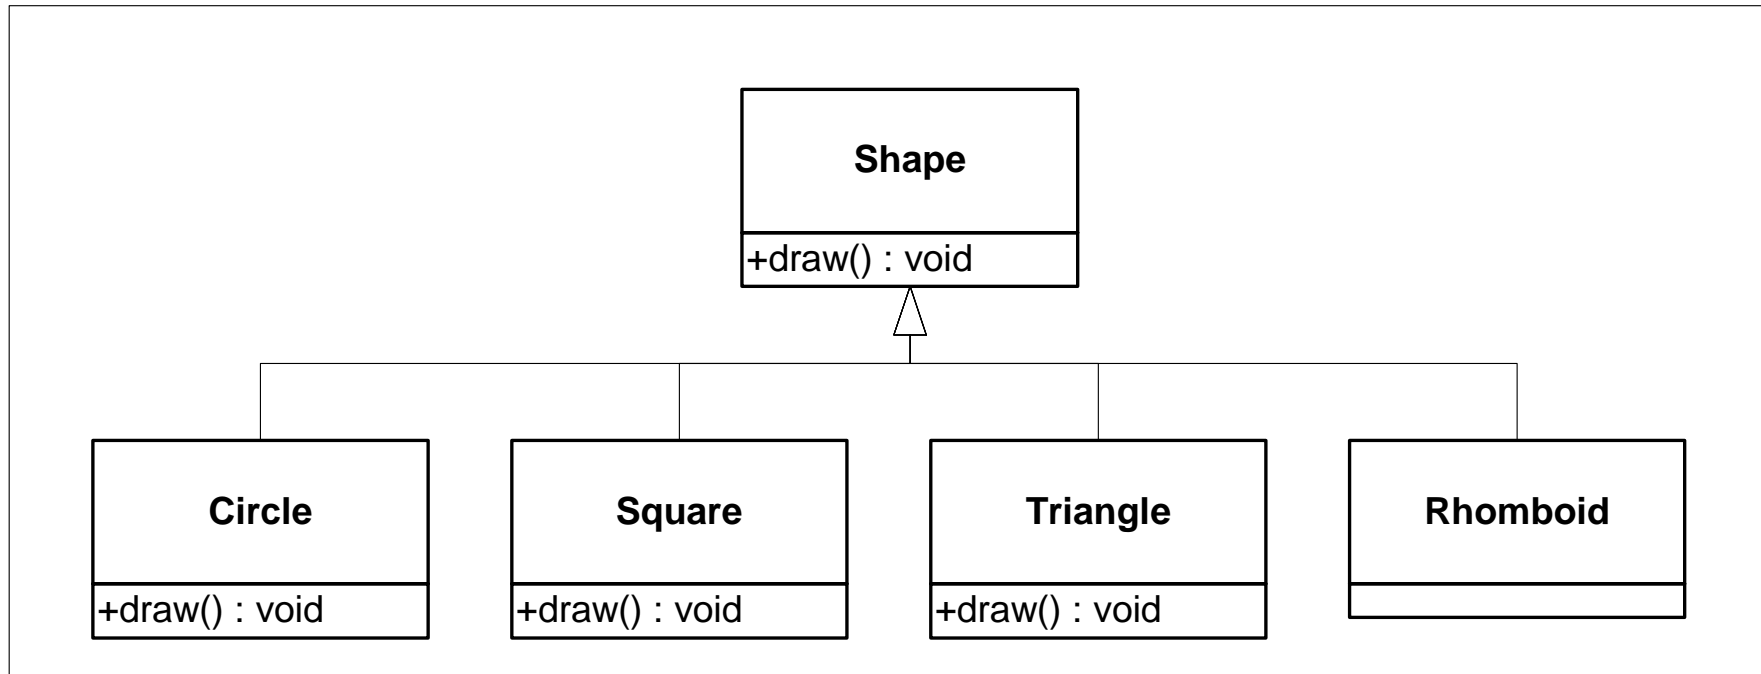 Shape
+draw() : void
Circle
+draw() : void
Square
+draw() : void
Triangle
+draw() : void
Rhomboid